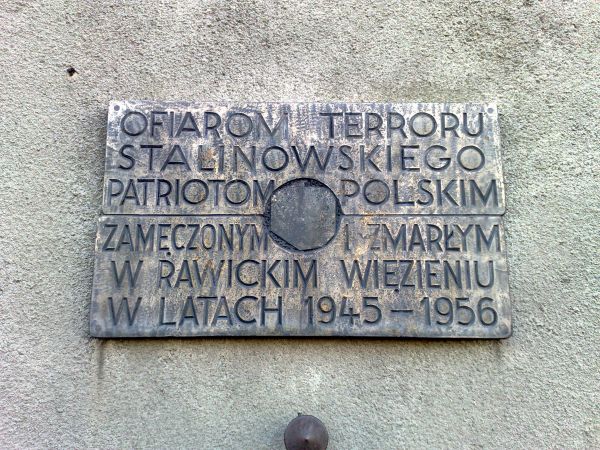 OFIAROM TERRORU
STALINOWSKIEGO
PATRIOTOM POLSKIM
ZAMĘCZONYM I ZMARŁYM
W RAWICKIM WIĘZIENIU
W LATACH 1945-1956